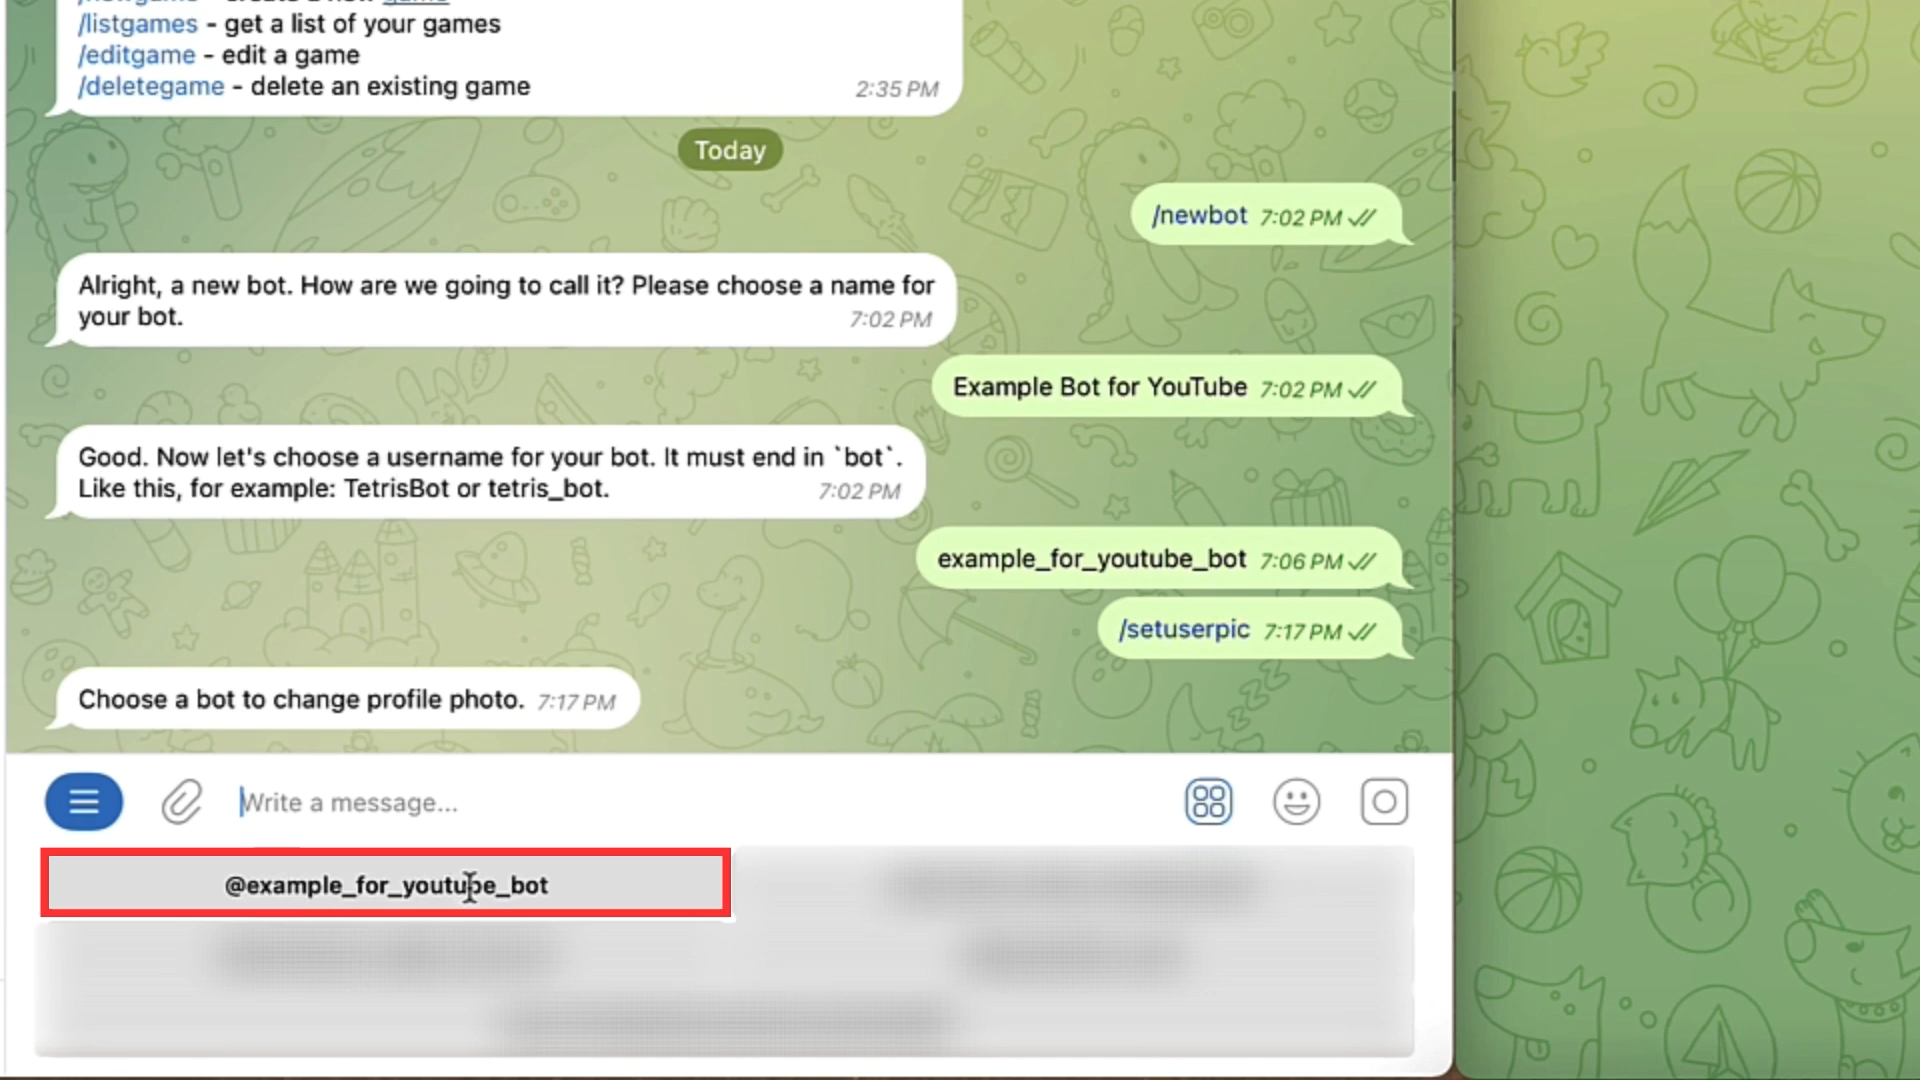 /newgame - create a new game
/listgames - get a list of your games
/editgame - edit a game
/deletegame - delete an existing game
2:35 PM
Today
/newbot 7:02 PM
Alright, a new bot. How are we going to call it? Please choose a name for
your bot.
7:02 PM
Example Bot for YouTube 7:02 PM
Good. Now let's choose a username for your bot. It must end in `bot`.
Like this, for example: TetrisBot or tetris_bot.
7:02 PM
example_for_youtube_bot 7:06 PM
/setuserpic 7:17 PM
Choose a bot to change profile photo. 7:17 PM
Write a message...
@example_for_youtube_bot